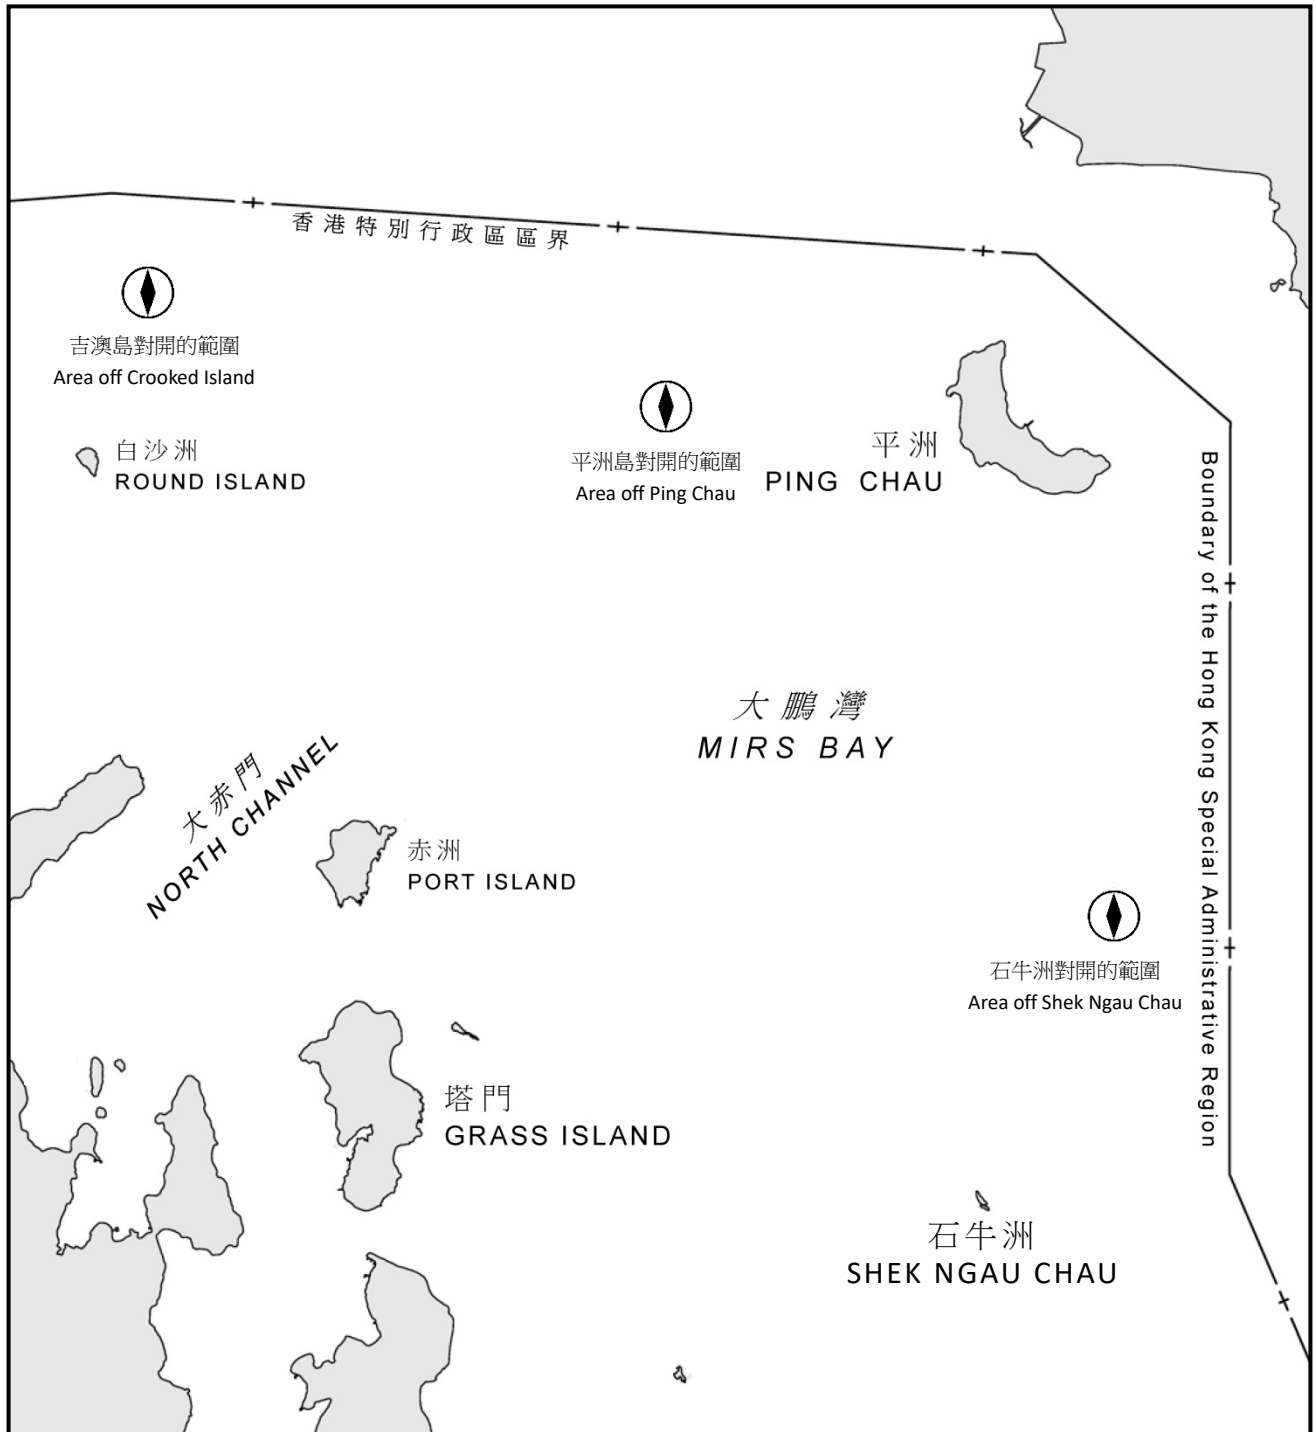 香港特別行政區區界
吉澳島對開的範圍
Area off Crooked Island
白沙洲
ROUND ISLAND
平洲島對開的範圍
Area off Ping Chau
平洲
PING CHAU
Boundary of the Hong Kong Special Administrative Region
大鵬灣
MIRS BAY
大赤門
NORTH CHANNEL
赤洲
PORT ISLAND
石牛洲對開的範圍
Area off Shek Ngau Chau
塔門
GRASS ISLAND
石牛洲
SHEK NGAU CHAU